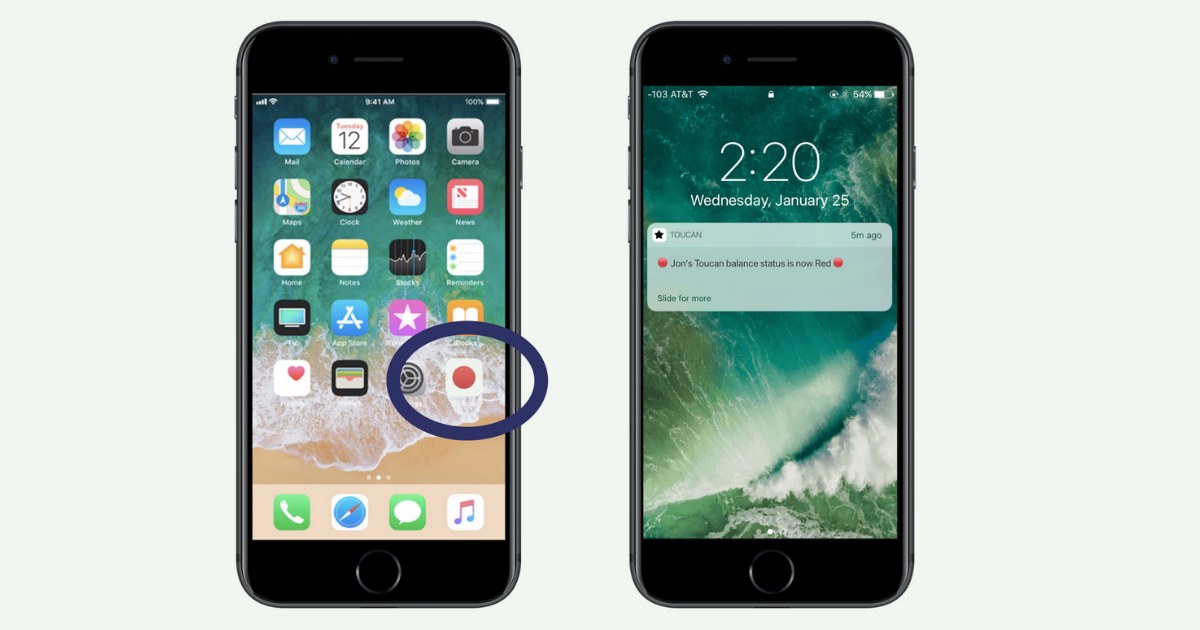 9:41 AM
100%
Tuesday
12
Mail
Calendar
Photos
Camera
Maps
Clock
Weather
News
Home
Notes
Stocks
Reminders
TV
App Store
Books
-103 AT&T
54%
2:20
Wednesday, January 25
TOUCAN
5m ago
Jon's Toucan balance status is now Red
Slide for more